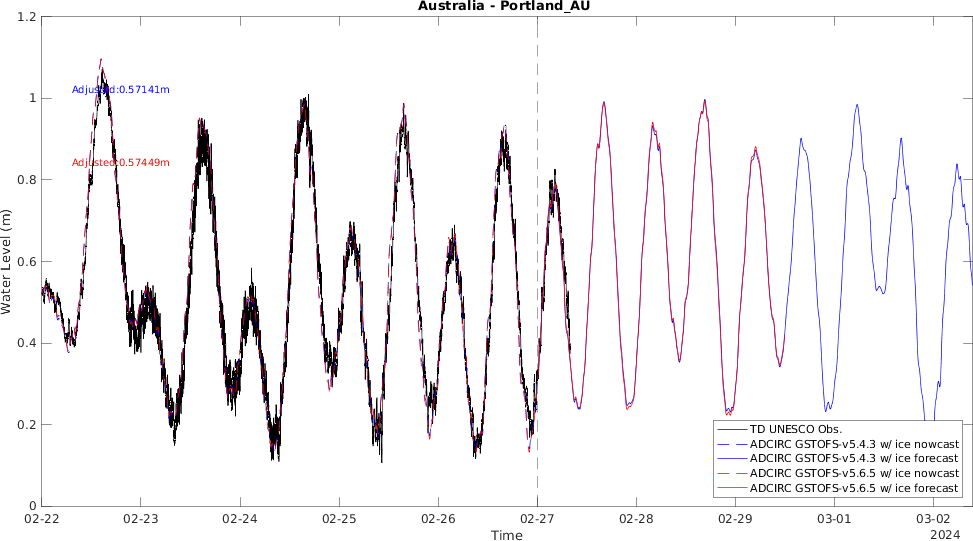 Australia - Portland_AU
1.2
1
0.8
0.6
0.4
0.2
0
Water Level (m)
Adjusted:0.57141m
Adjusted:0.57449m
TD UNESCO Obs.
ADCIRC GSTOFS-v5.4.3 w/ ice nowcast
ADCIRC GSTOFS-v5.4.3 w/ ice forecast
ADCIRC GSTOFS-v5.6.5 w/ ice nowcast
ADCIRC GSTOFS-v5.6.5 w/ ice forecast
02-22 02-23 02-24 02-25 02-26 02-27 02-28 02-29 03-01 03-02
Time
2024